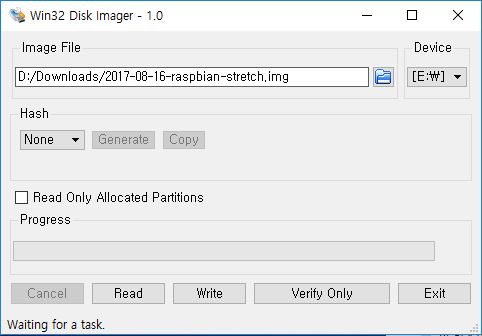 Win32 Disk Imager - 1.0
Image File
Device
D:/Downloads/2017-08-16-raspbian-stretch.img
[E:₩]
Hash
None
Generate
Copy
Read Only Allocated Partitions
Progress
Cancel
Read
Write
Verify Only
Exit
Waiting for a task.